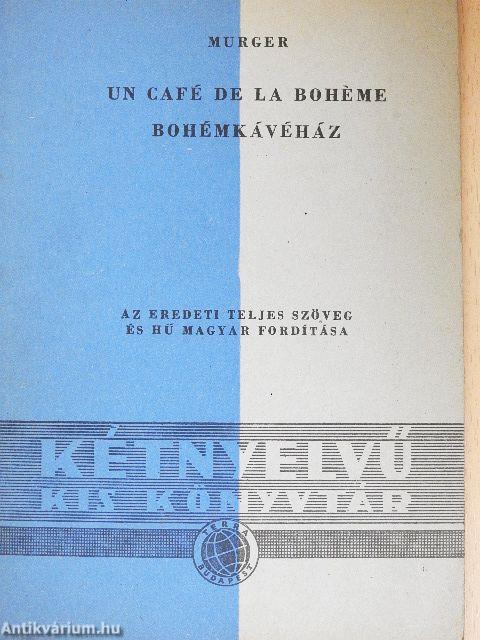 MURGER
UN CAFÉ DE LA BOHÈME
BOHÉMKÁVÉHÁZ
AZ EREDETI TELJES SZÖVEG
ÉS HŰ MAGYAR FORDÍTÁSA
KÉTNYELVŰ
KIS KÖNYVTÁR
TERRA
BUDAPEST
Antikvárium.hu